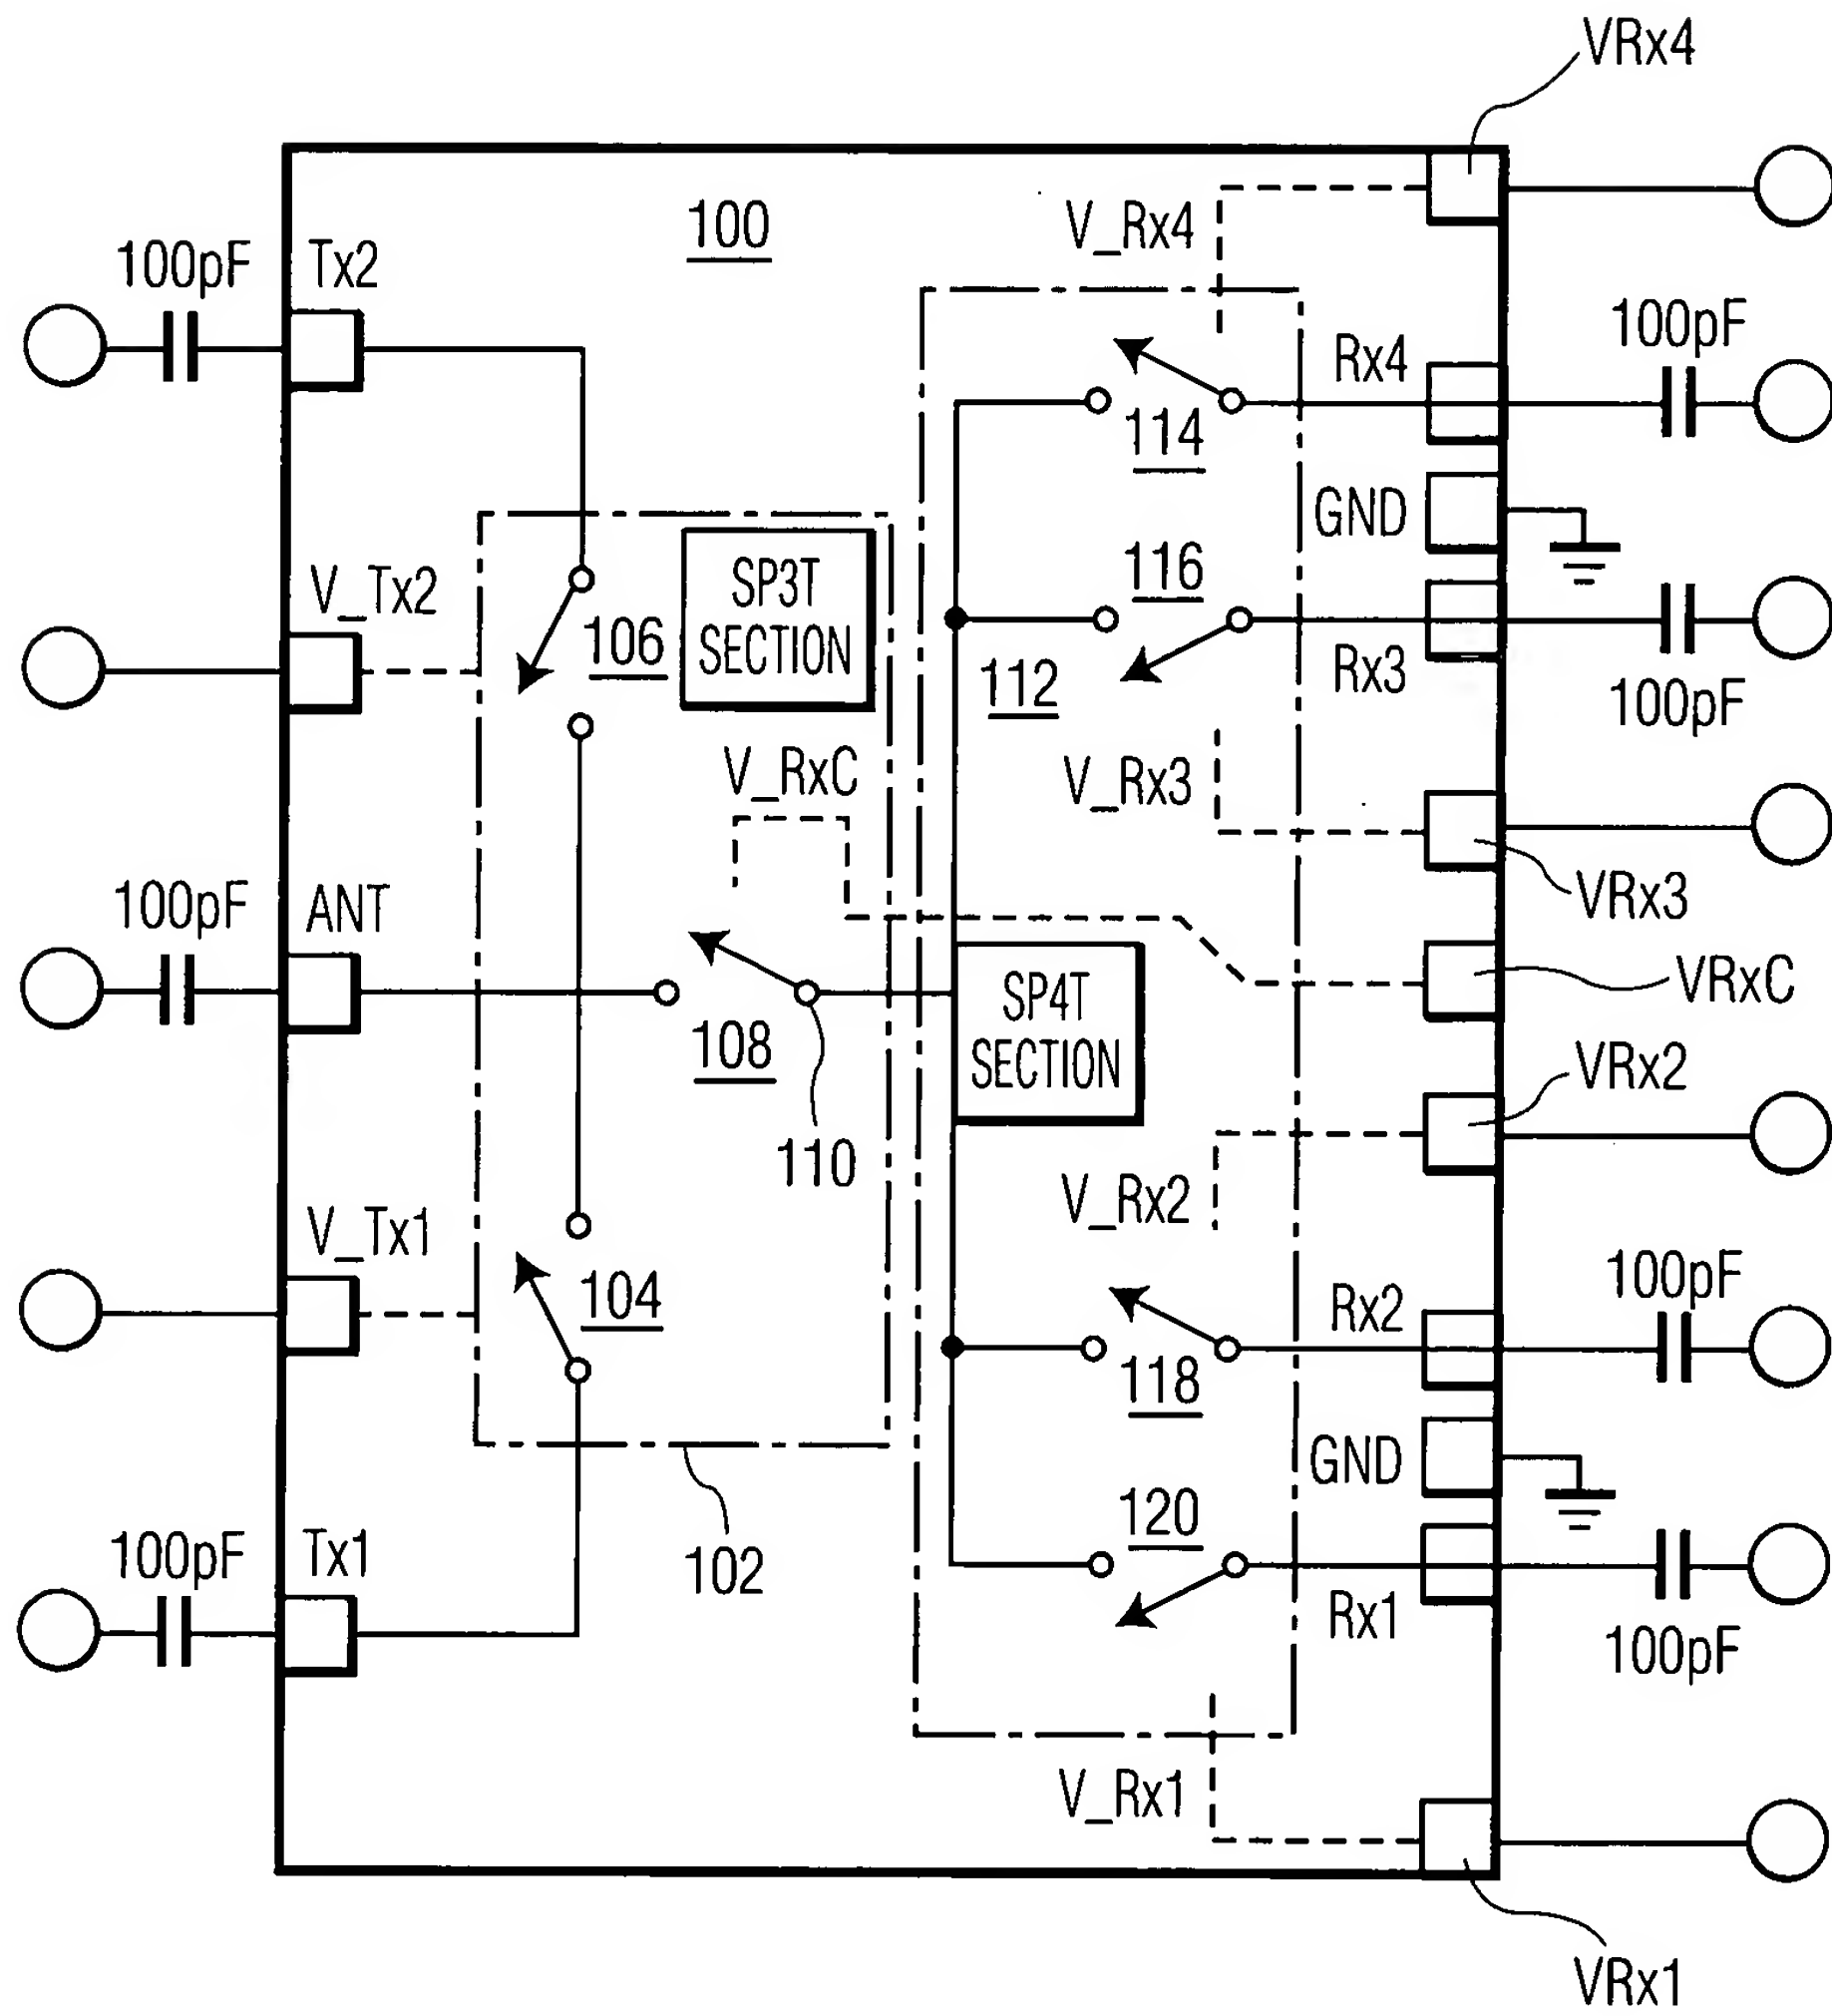 VRx4
100
V_Rx4
100pF
Tx2
100pF
Rx4
114
GND
V_Tx2
106
SP3T
SECTION
116
112
Rx3
100pF
V_RxC
V_Rx3
VRx3
100pF
ANT
108
SP4T
SECTION
VRxC
VRx2
110
V_Rx2
V_Tx1
104
Rx2
100pF
118
GND
120
100pF
Tx1
102
Rx1
100pF
V_Rx1
VRx1